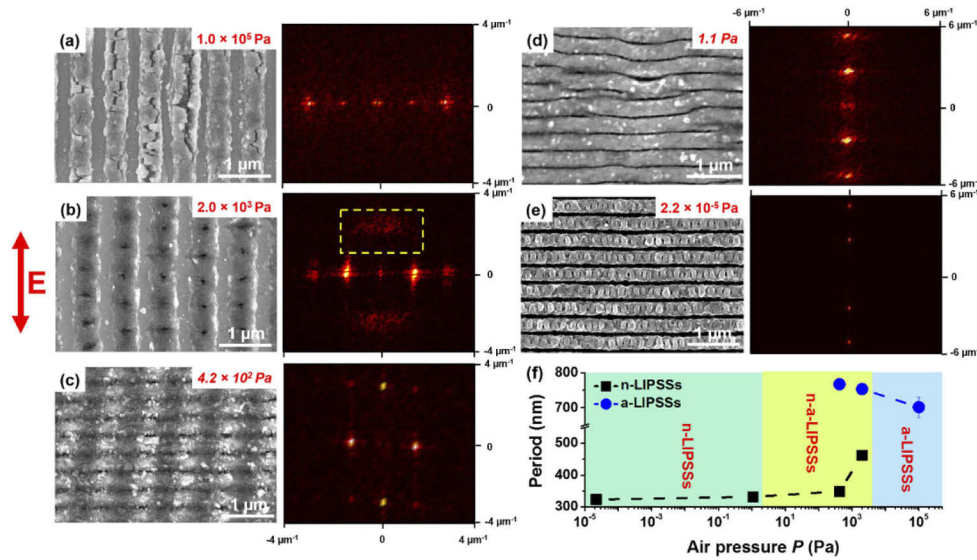 (a)
1.0 × 10⁵ Pa
1 µm
4 µm⁻¹
0
-4 µm⁻¹
(b)
2.0 × 10³ Pa
1 µm
4 µm⁻¹
0
-4 µm⁻¹
E
(c)
4.2 × 10² Pa
1 µm
4 µm⁻¹
0
-4 µm⁻¹
-4 µm⁻¹ 0 4 µm⁻¹
(d)
1.1 Pa
1 µm
-6 µm⁻¹ 0 6 µm⁻¹
6 µm⁻¹
0
-6 µm⁻¹
(e)
2.2 × 10⁻⁵ Pa
1 µm
6 µm⁻¹
0
-6 µm⁻¹
(f)
n-LIPSSs
a-LIPSSs
n-LIPSSs
n-a-LIPSSs
a-LIPSSs
Period (nm)
800
700
450
400
350
300
10⁻⁵ 10⁻³ 10⁻¹ 10¹ 10³ 10⁵
Air pressure P (Pa)